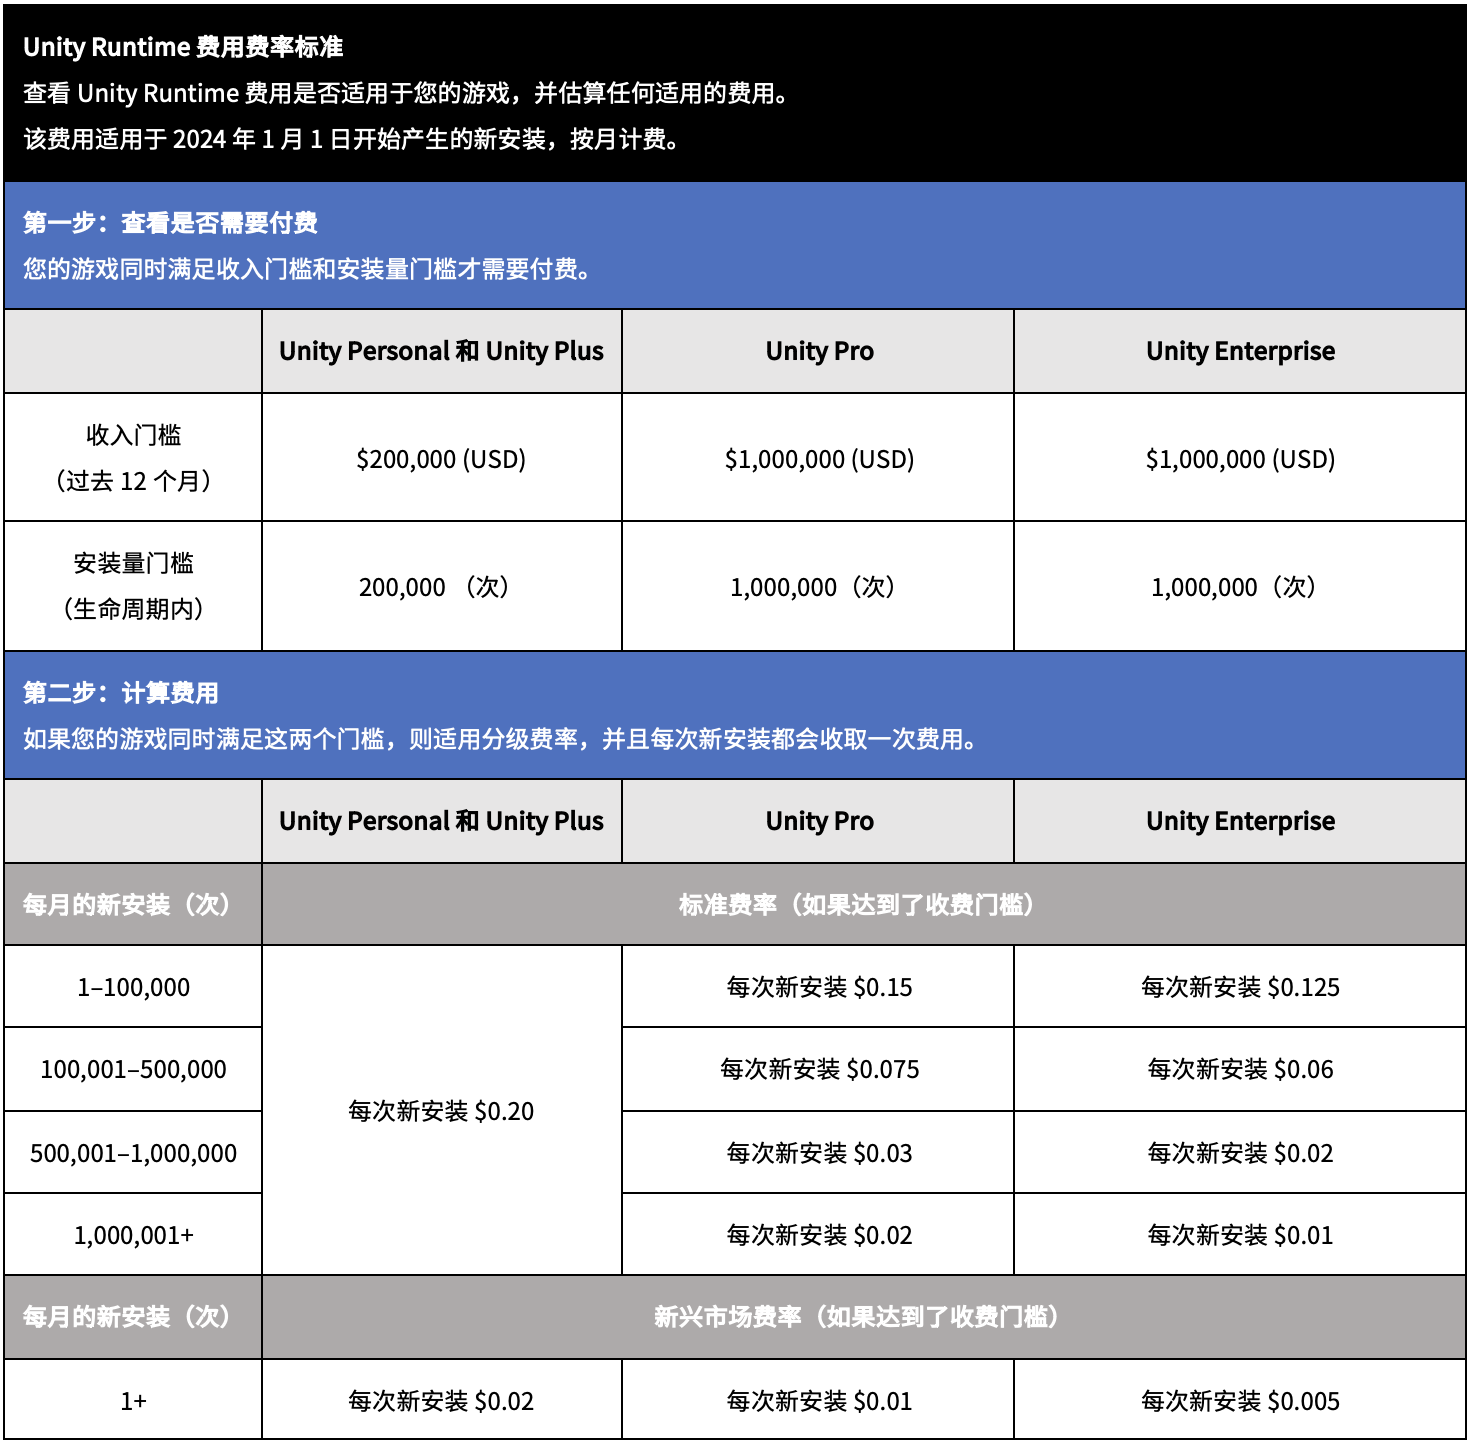 Unity Runtime 费用费率标准
查看 Unity Runtime 费用是否适用于您的游戏，并估算任何适用的费用。
该费用适用于 2024 年 1 月 1 日开始产生的新安装，按月计费。
第一步：查看是否需要付费
您的游戏同时满足收入门槛和安装量门槛才需要付费。
Unity Personal 和 Unity Plus
Unity Pro
Unity Enterprise
收入门槛
（过去 12 个月）
$200,000 (USD)
$1,000,000 (USD)
$1,000,000 (USD)
安装量门槛
（生命周期内）
200,000 （次）
1,000,000（次）
1,000,000（次）
第二步：计算费用
如果您的游戏同时满足这两个门槛，则适用分级费率，并且每次新安装都会收取一次费用。
Unity Personal 和 Unity Plus
Unity Pro
Unity Enterprise
每月的新安装（次）
标准费率（如果达到了收费门槛）
1–100,000
每次新安装 $0.20
每次新安装 $0.15
每次新安装 $0.125
100,001–500,000
每次新安装 $0.075
每次新安装 $0.06
500,001–1,000,000
每次新安装 $0.03
每次新安装 $0.02
1,000,001+
每次新安装 $0.02
每次新安装 $0.01
每月的新安装（次）
新兴市场费率（如果达到了收费门槛）
1+
每次新安装 $0.02
每次新安装 $0.01
每次新安装 $0.005